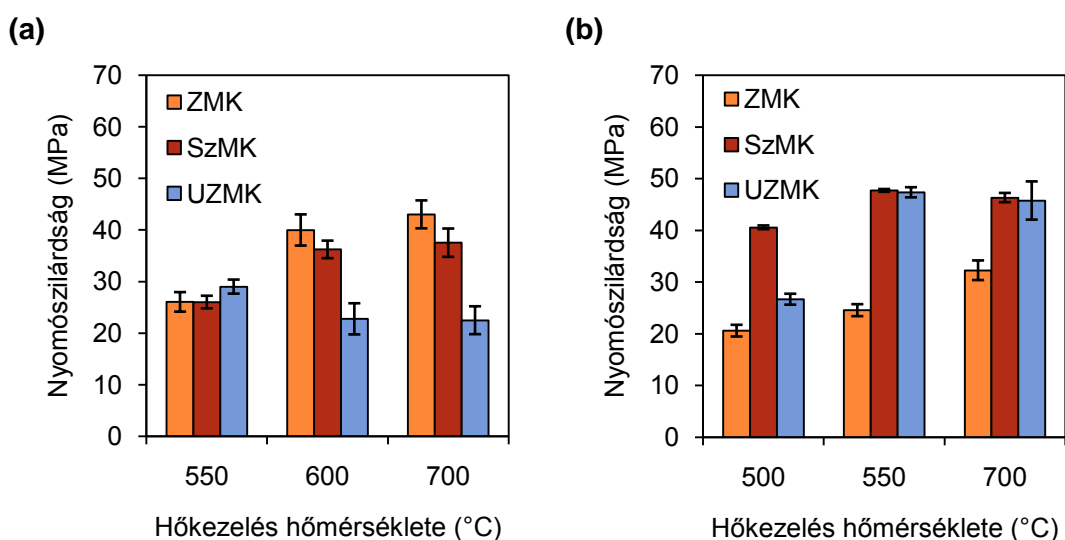 (a)
70
60
50
40
30
20
10
0
Nyomószilárdság (MPa)
ZMK
SzMK
UZMK
550 600 700
Hőkezelés hőmérséklete (°C)
(b)
70
60
50
40
30
20
10
0
Nyomószilárdság (MPa)
ZMK
SzMK
UZMK
500 550 700
Hőkezelés hőmérséklete (°C)